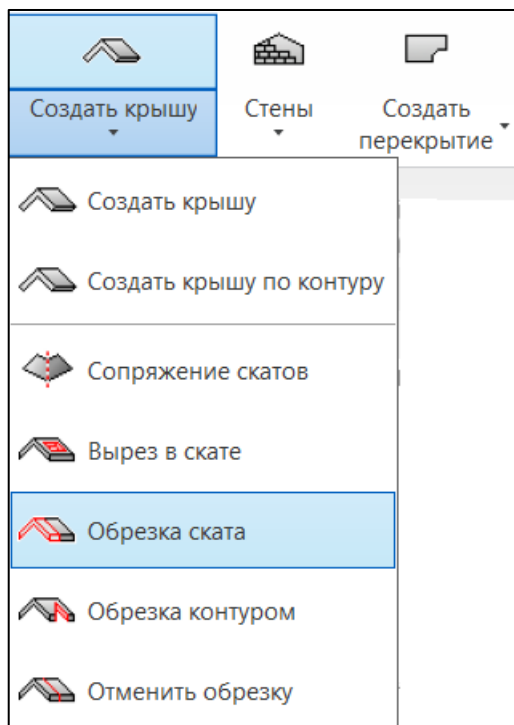 Создать крышу
Стены
Создать
перекрытие
Создать крышу
Создать крышу по контуру
Сопряжение скатов
Вырез в скате
Обрезка ската
Обрезка контуром
Отменить обрезку